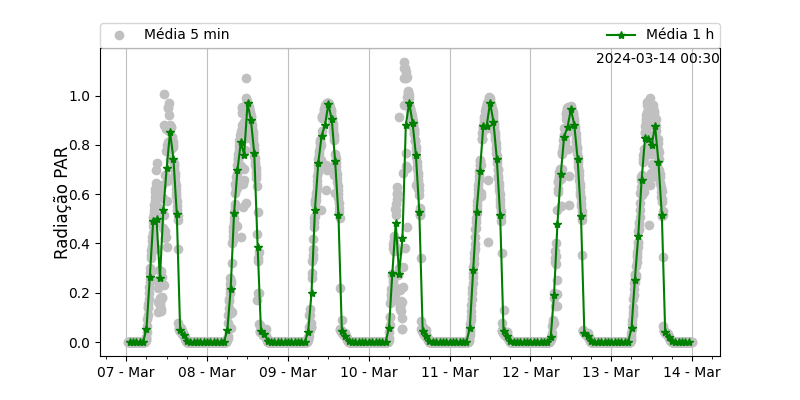 Média 5 min
Média 1 h
2024-03-14 00:30
Radiação PAR
1.0
0.8
0.6
0.4
0.2
0.0
07 - Mar
08 - Mar
09 - Mar
10 - Mar
11 - Mar
12 - Mar
13 - Mar
14 - Mar